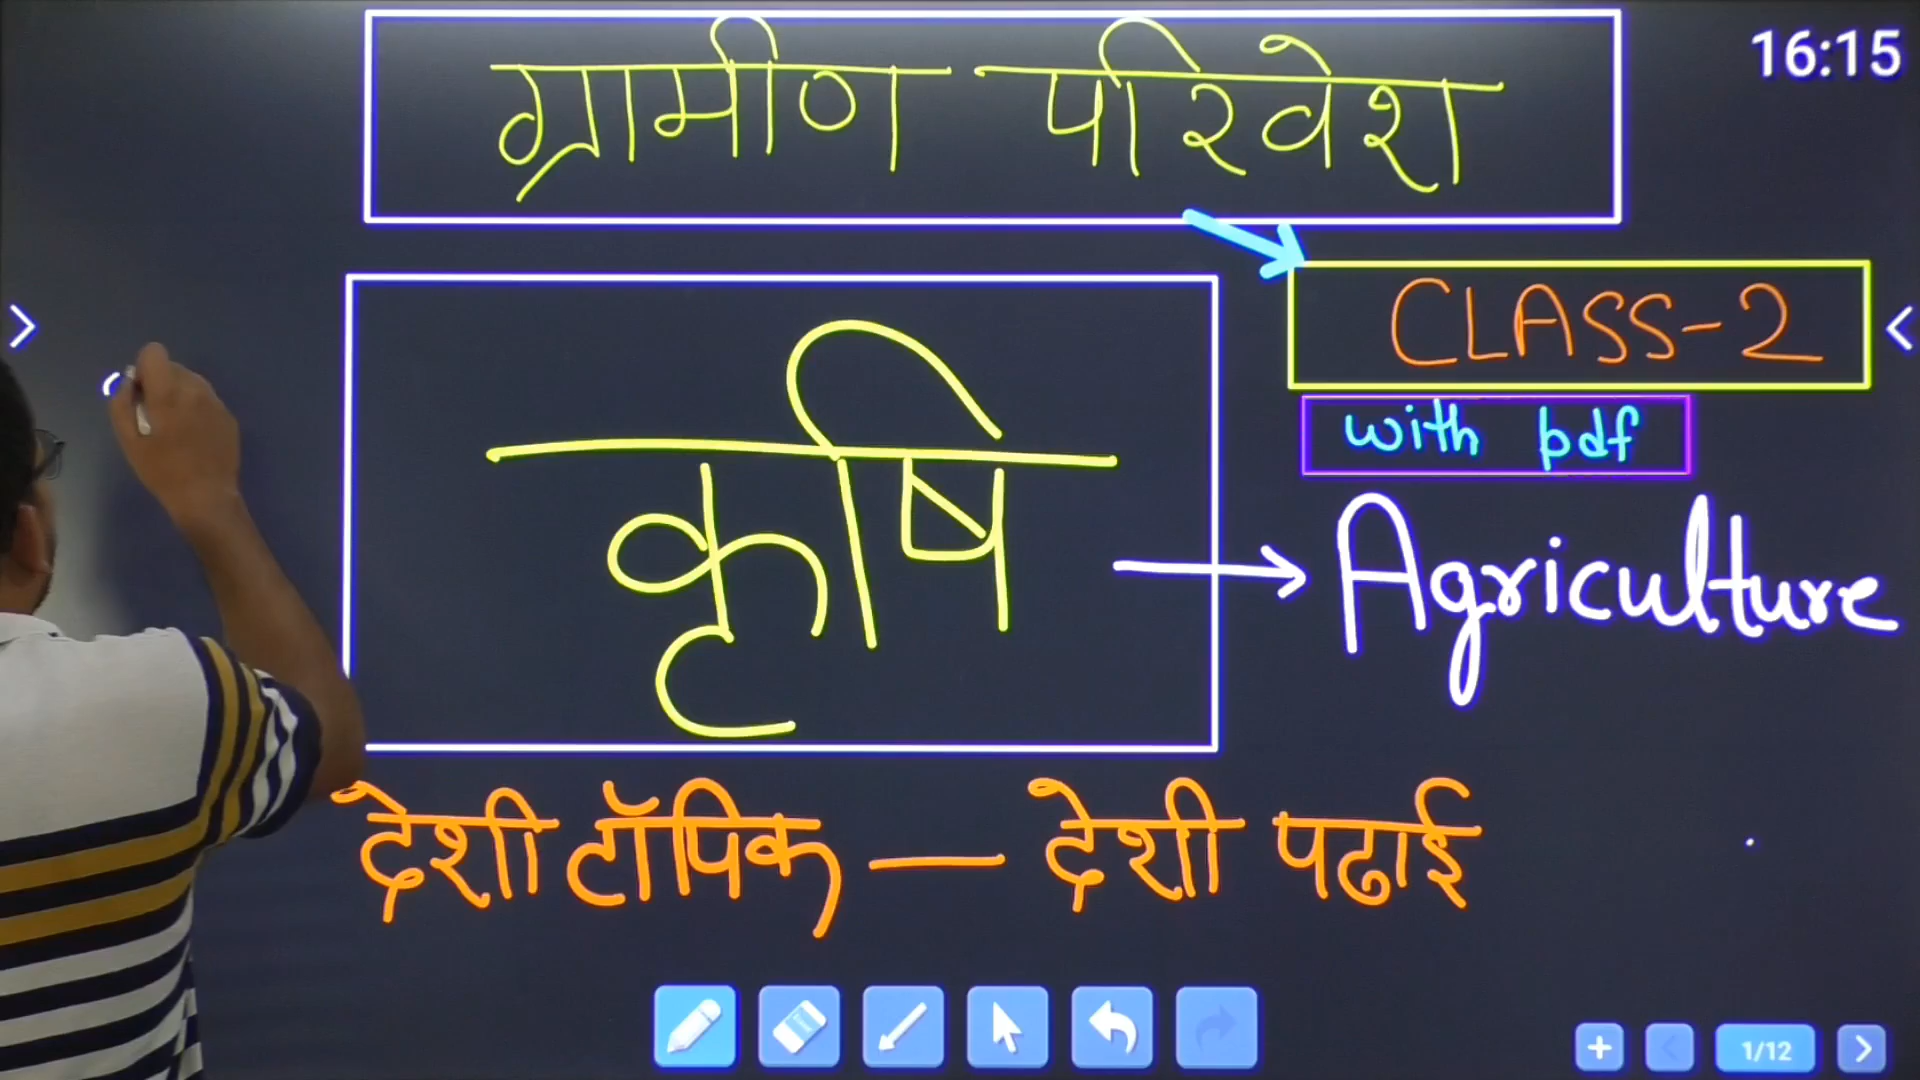 16:15
ग्रामीण परिवेश
CLASS-2
with pdf
कृषि → Agriculture
देशी टॉपिक — देशी पढाई
1/12